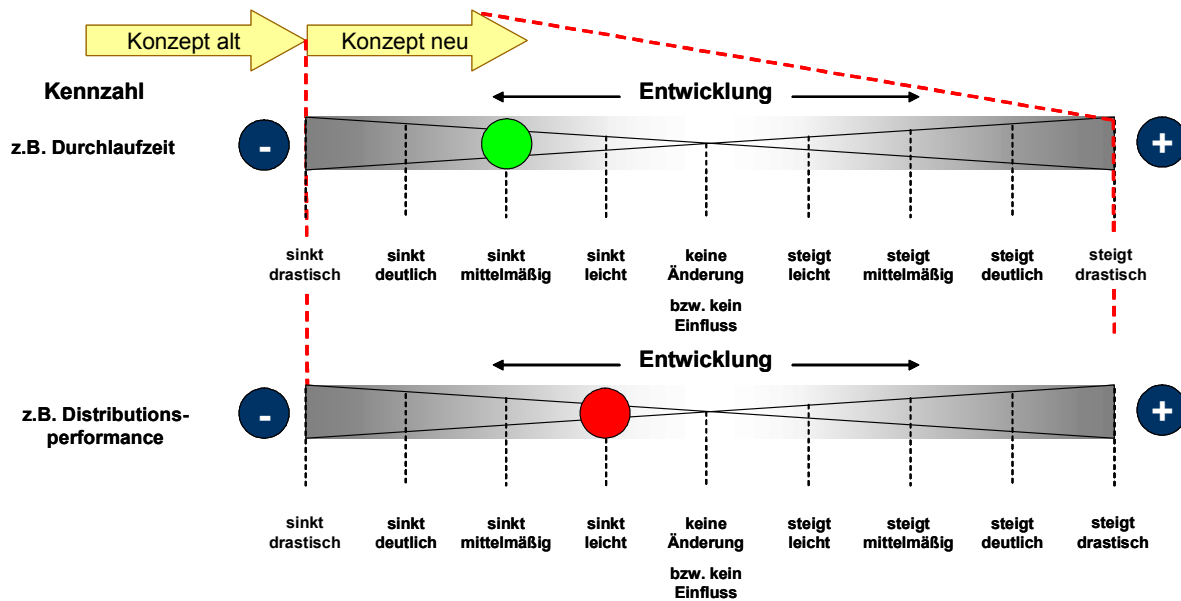 Konzept alt
Konzept neu
Kennzahl
Entwicklung
z.B. Durchlaufzeit
-
+
sinkt
drastisch
sinkt
deutlich
sinkt
mittelmäßig
sinkt
leicht
keine
Änderung
bzw. kein
Einfluss
steigt
leicht
steigt
mittelmäßig
steigt
deutlich
steigt
drastisch
Entwicklung
z.B. Distributions-
performance
-
+
sinkt
drastisch
sinkt
deutlich
sinkt
mittelmäßig
sinkt
leicht
keine
Änderung
bzw. kein
Einfluss
steigt
leicht
steigt
mittelmäßig
steigt
deutlich
steigt
drastisch